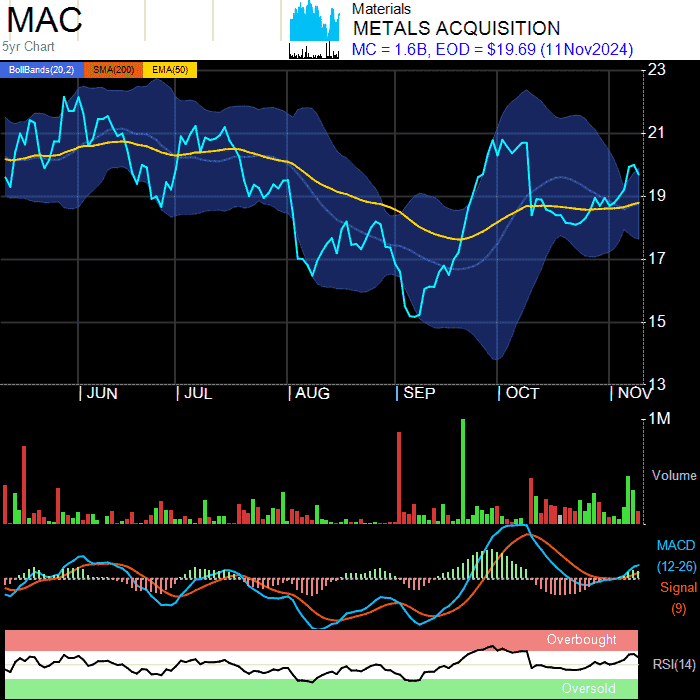 MAC
5yr Chart
Materials
METALS ACQUISITION
MC = 1.6B, EOD = $19.69 (11Nov2024)
BollBands(20,2) SMA(200) EMA(50)
23
21
19
17
15
13
JUN JUL AUG SEP OCT NOV
1M
Volume
MACD
(12-26)
Signal
(9)
Overbought
RSI(14)
Oversold